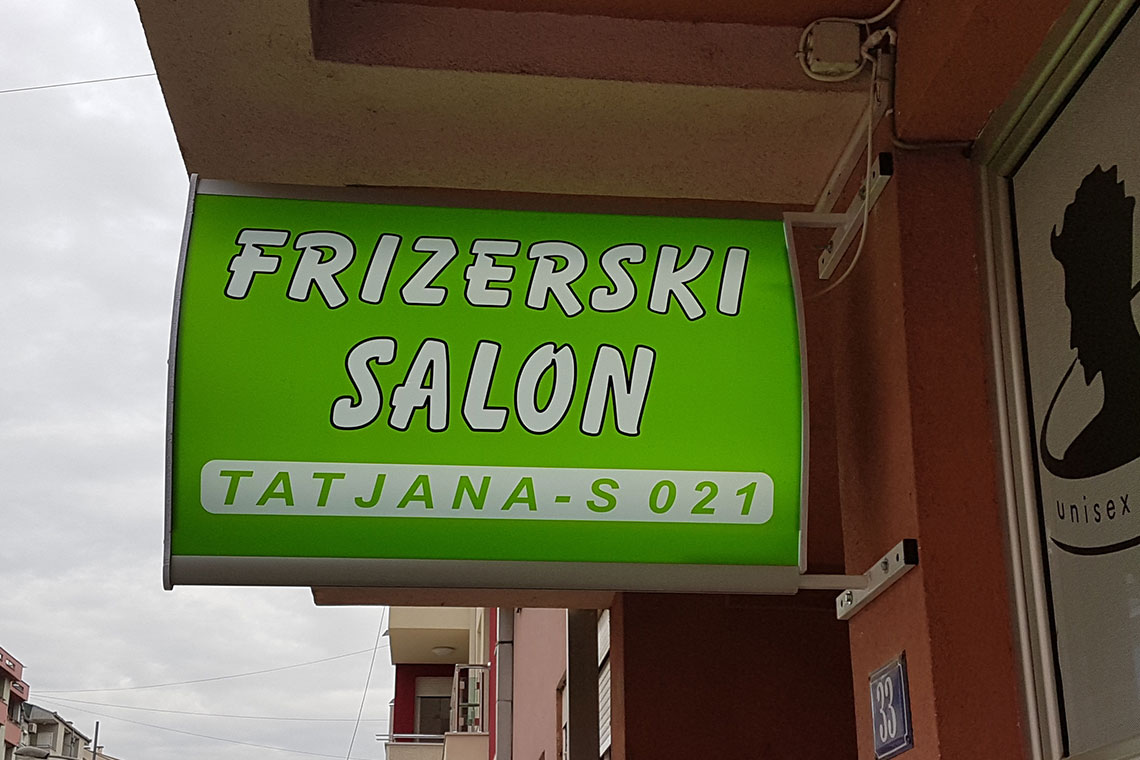 FRIZERSKI
SALON
TATJANA-S 021
unisex
33